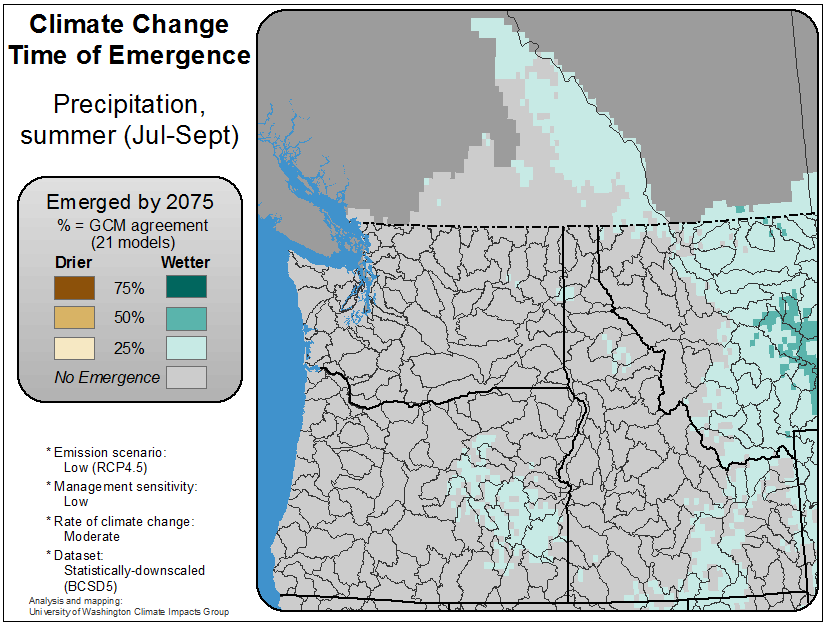 Climate Change
Time of Emergence
Precipitation,
summer (Jul-Sept)
Emerged by 2075
% = GCM agreement
(21 models)
Drier Wetter
75%
50%
25%
No Emergence
* Emission scenario:
Low (RCP4.5)
* Management sensitivity:
Low
* Rate of climate change:
Moderate
* Dataset:
Statistically-downscaled
(BCSD5)
Analysis and mapping:
University of Washington Climate Impacts Group